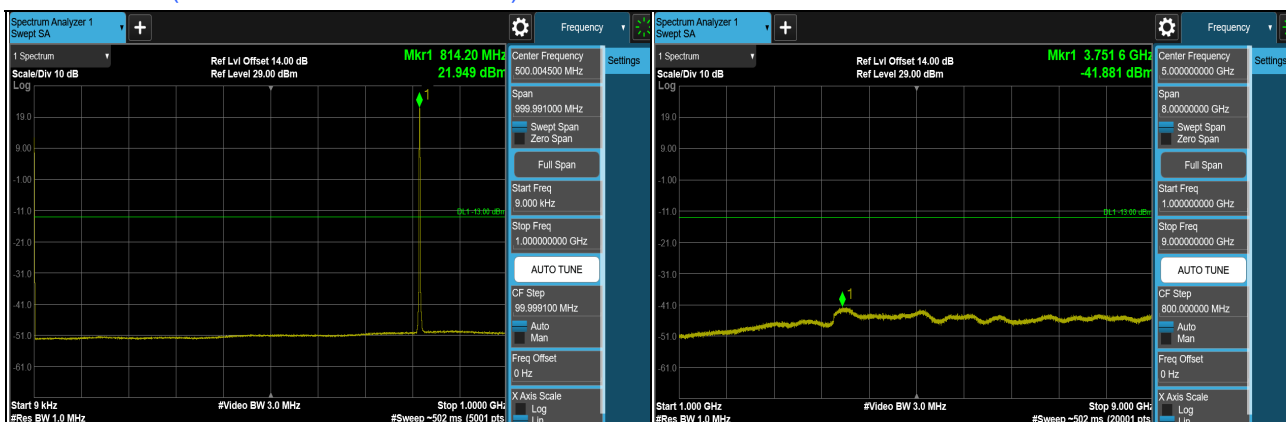 Spectrum Analyzer 1
Swept SA
+
Frequency
1 Spectrum
Scale/Div 10 dB
Log
Ref Lvl Offset 14.00 dB
Ref Level 29.00 dBm
Mkr1 814.20 MHz
21.949 dBm
1
19.0
9.00
-1.00
-11.0
-21.0
-31.0
-41.0
-51.0
-61.0
DL1 -13.00 dBm
Start 9 kHz
#Res BW 1.0 MHz
#Video BW 3.0 MHz
Stop 1.0000 GHz
#Sweep ~502 ms (5001 pts
Center Frequency
500.004500 MHz
Span
999.991000 MHz
Swept Span
Zero Span
Full Span
Start Freq
9.000 kHz
Stop Freq
1.000000000 GHz
AUTO TUNE
CF Step
99.999100 MHz
Auto
Man
Freq Offset
0 Hz
X Axis Scale
Log
Lin
Settings
Spectrum Analyzer 1
Swept SA
+
Frequency
1 Spectrum
Scale/Div 10 dB
Log
Ref Lvl Offset 14.00 dB
Ref Level 29.00 dBm
Mkr1 3.751 6 GHz
-41.881 dBm
1
19.0
9.00
-1.00
-11.0
-21.0
-31.0
-41.0
-51.0
-61.0
DL1 -13.00 dBm
Start 1.000 GHz
#Res BW 1.0 MHz
#Video BW 3.0 MHz
Stop 9.000 GHz
#Sweep ~502 ms (20001 pts
Center Frequency
5.00000000 GHz
Span
8.00000000 GHz
Swept Span
Zero Span
Full Span
Start Freq
1.000000000 GHz
Stop Freq
9.000000000 GHz
AUTO TUNE
CF Step
800.000000 MHz
Auto
Man
Freq Offset
0 Hz
X Axis Scale
Log
Lin
Settings